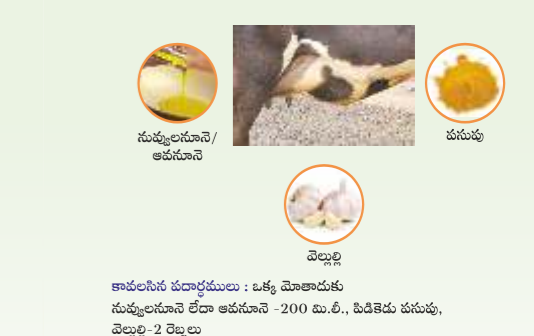 నువ్వులనూనె/
ఆవనూనె
పసుపు
వెల్లుల్లి
కావలసిన పదార్థములు : ఒక్క మోతాదుకు
నువ్వులనూనె లేదా ఆవనూనె -200 మి.లీ., పిడికెడు పసుపు,
వెల్లుల్లి-2 రెబ్బలు